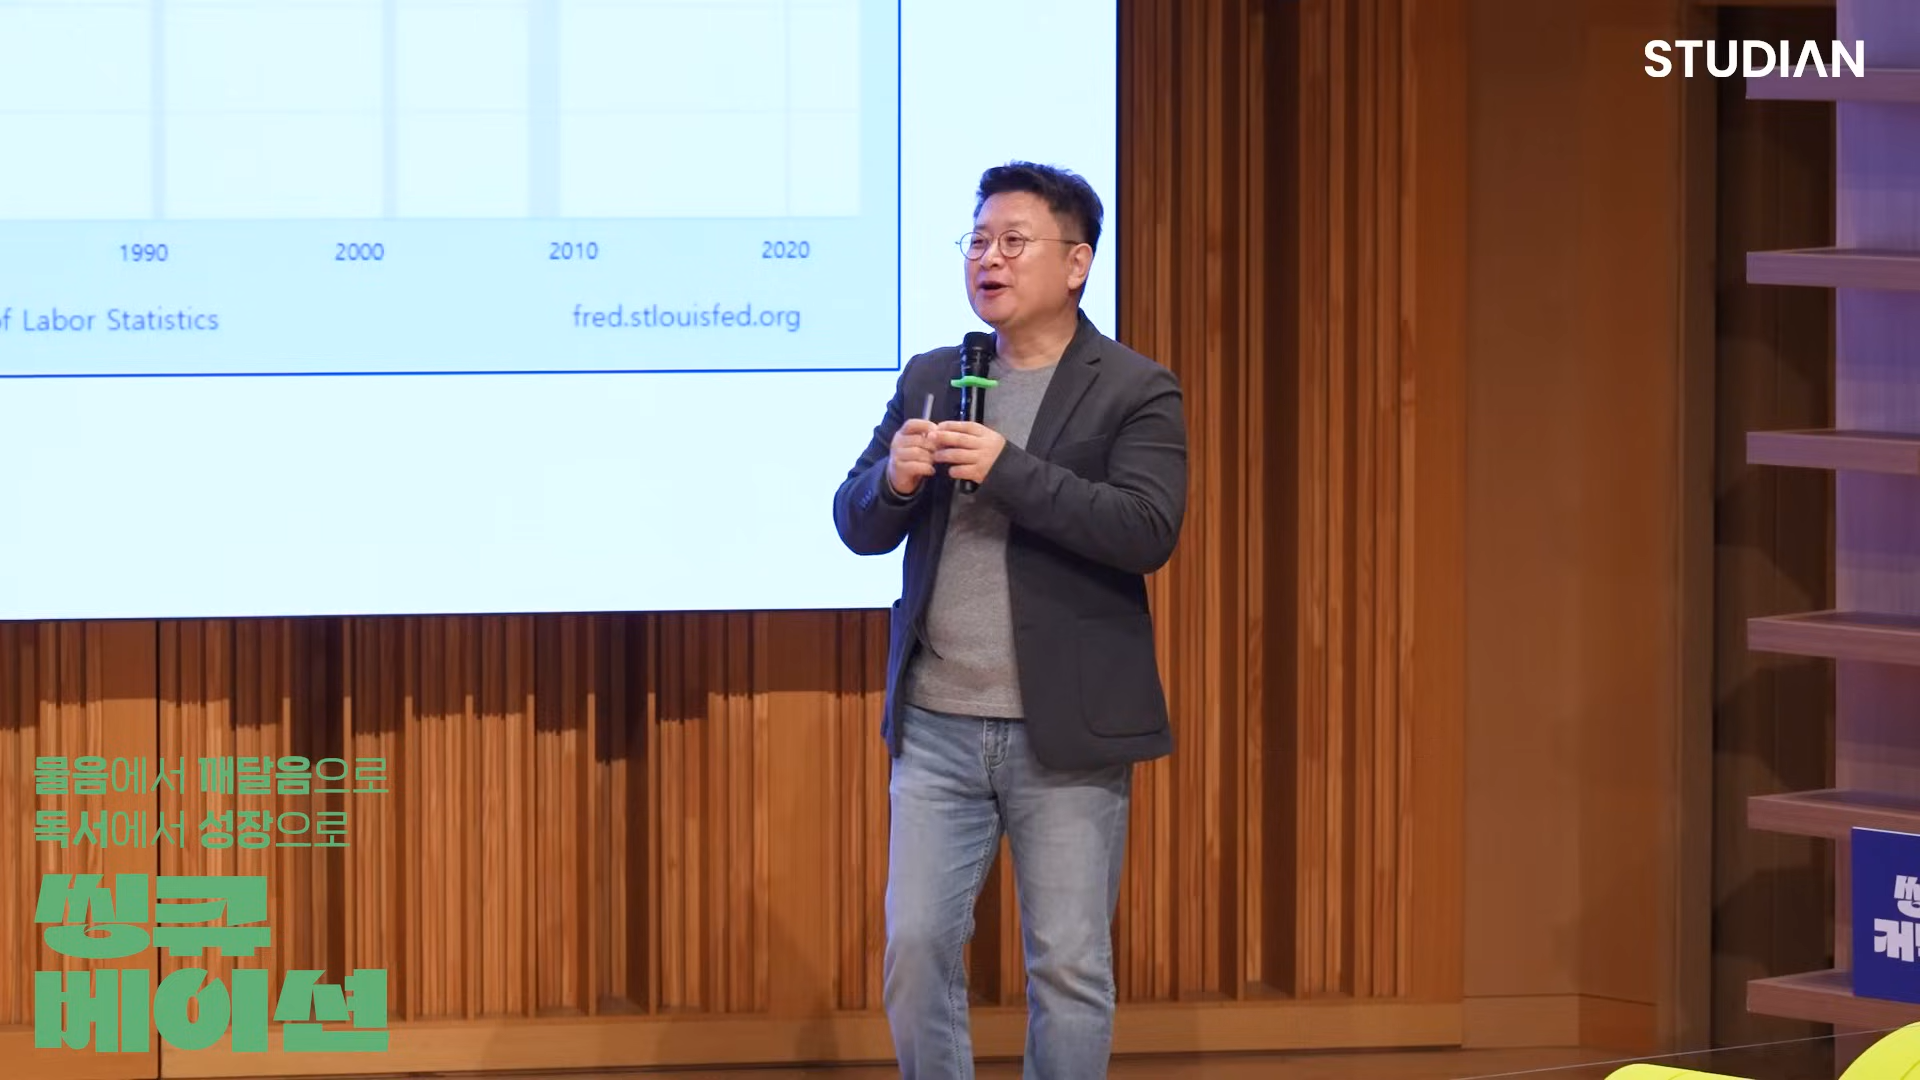 STUDIAN
1990 2000 2010 2020
of Labor Statistics fred.stlouisfed.org
물음에서 깨달음으로
독서에서 성장으로
씽큐
베이션